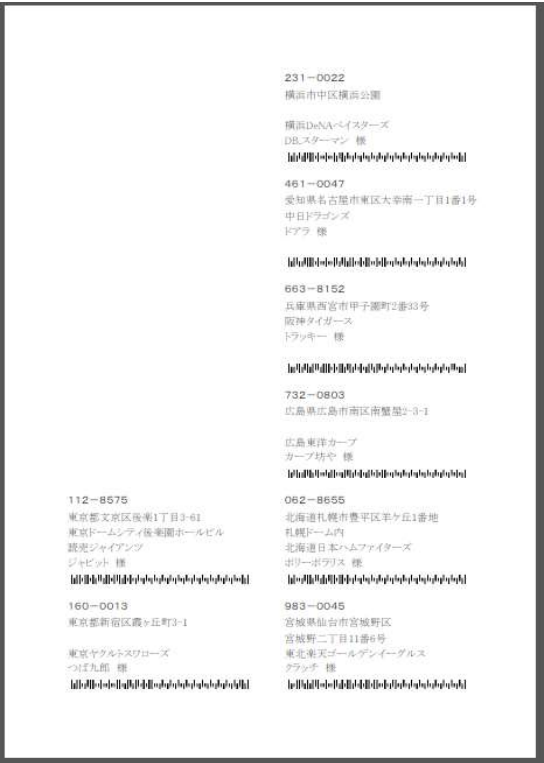 231-0022
横浜市中区横浜公園
横浜DeNAベイスターズ
DB.スターマン 様
461-0047
愛知県名古屋市東区大幸南一丁目1番1号
中日ドラゴンズ
ドアラ 様
663-8152
兵庫県西宮市甲子園町2番33号
阪神タイガース
トラッキー 様
732-0803
広島県広島市南区南蟹屋2-3-1
広島東洋カープ
カープ坊や 様
112-8575
東京都文京区後楽1丁目3-61
東京ドームシティ後楽園ホールビル
読売ジャイアンツ
ジャビット 様
160-0013
東京都新宿区霞ヶ丘町3-1
東京ヤクルトスワローズ
つば九郎 様
062-8655
北海道札幌市豊平区羊ケ丘1番地
札幌ドーム内
北海道日本ハムファイターズ
ポリーポラリス 様
983-0045
宮城県仙台市宮城野区
宮城野二丁目11番6号
東北楽天ゴールデンイーグルス
クラッチ 様